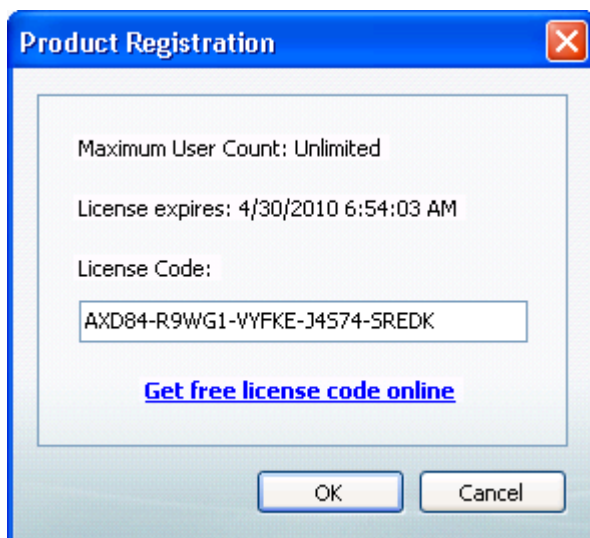 Product Registration
Maximum User Count: Unlimited
License expires: 4/30/2010 6:54:03 AM
License Code:
AXD84-R9WG1-VYFKE-J4S74-SREDK
Get free license code online
OK
Cancel